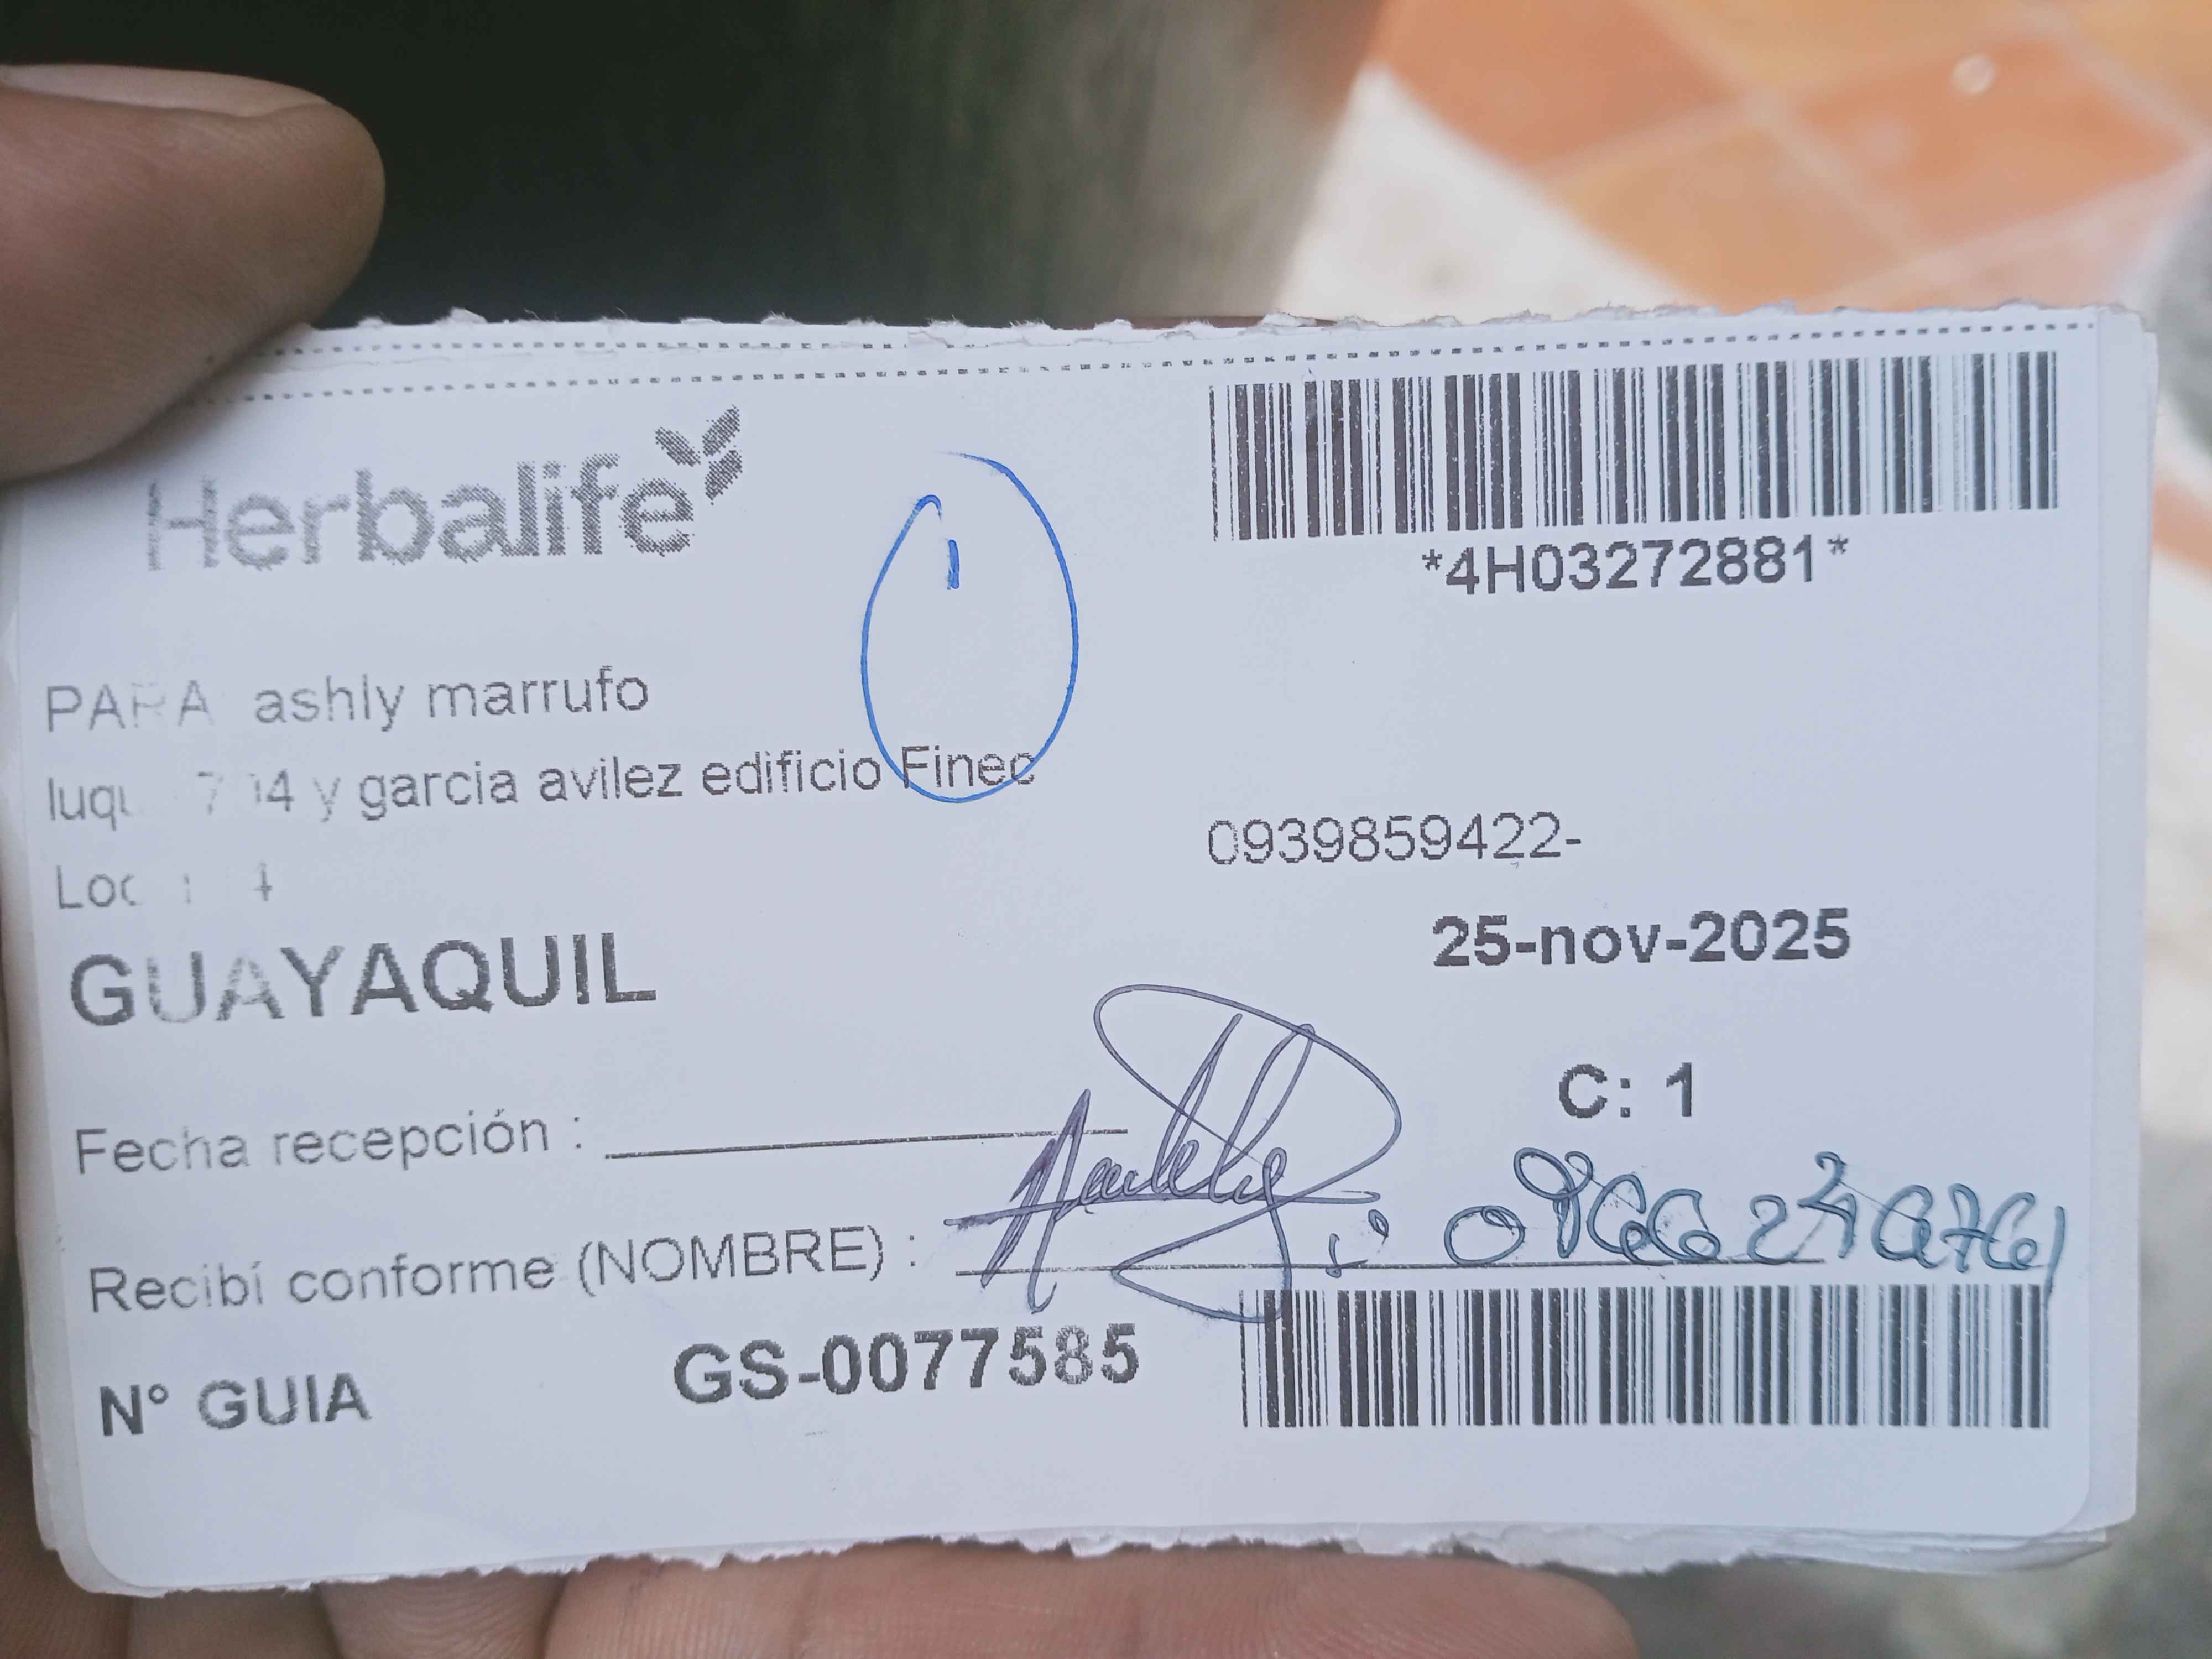 Herbalife
1
*4H03272881*
PARA ashly marrufo
y garcia avilez edificio Finec
0939859422-
25-nov-2025
GUAYAQUIL
C: 1
Fecha recepción :
Recibí conforme (NOMBRE) :
Nº GUIA GS-0077585